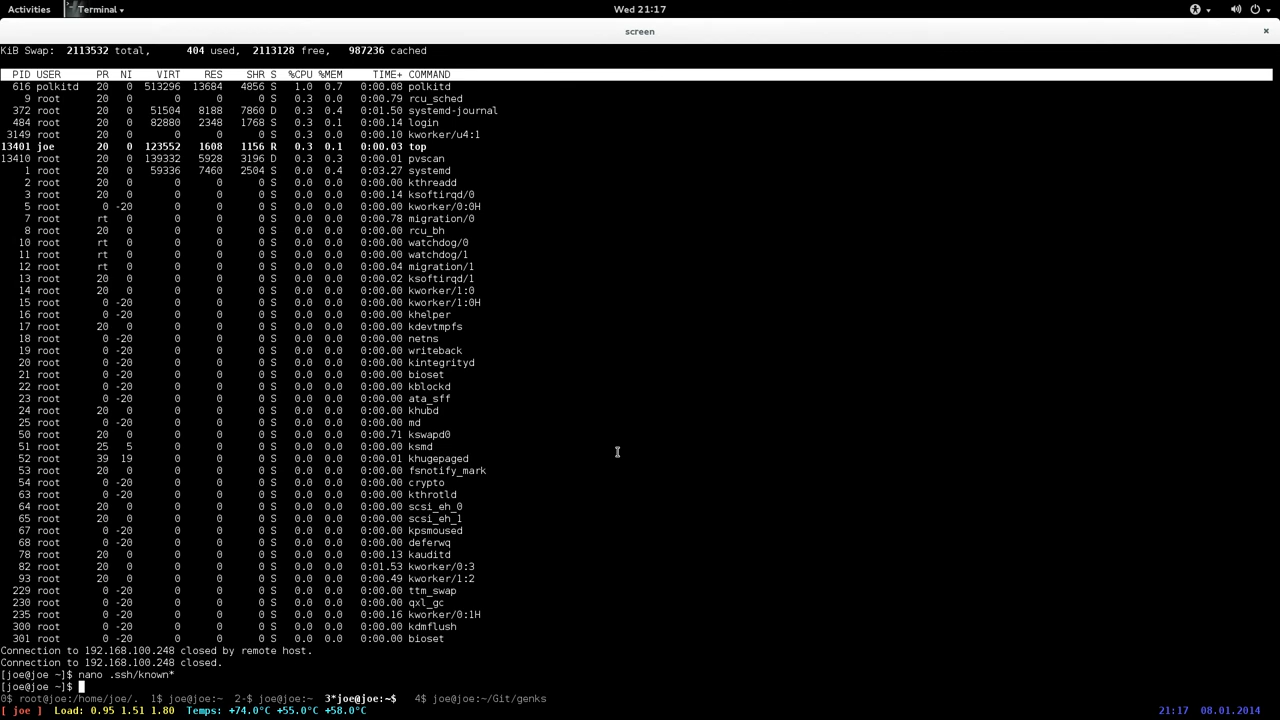 Activities Terminal Wed 21:17
screen
KiB Swap: 2113532 total, 404 used, 2113128 free, 987236 cached
PID USER PR NI VIRT RES SHR S %CPU %MEM TIME+ COMMAND
616 polkitd 20 0 513296 13684 4856 S 1.0 0.7 0:00.08 polkitd
9 root 20 0 0 0 0 S 0.3 0.0 0:00.79 rcu_sched
372 root 20 0 51504 8188 7860 D 0.3 0.4 0:01.50 systemd-journal
484 root 20 0 82880 2348 1768 S 0.3 0.1 0:00.14 login
3149 root 20 0 0 0 0 S 0.3 0.0 0:00.10 kworker/u4:1
13401 joe 20 0 123552 1608 1156 R 0.3 0.1 0:00.03 top
13410 root 20 0 139332 5928 3196 D 0.3 0.3 0:00.01 pvscan
1 root 20 0 59336 7460 2504 S 0.0 0.4 0:03.27 systemd
2 root 20 0 0 0 0 S 0.0 0.0 0:00.00 kthreadd
3 root 20 0 0 0 0 S 0.0 0.0 0:00.14 ksoftirqd/0
5 root 0 -20 0 0 0 S 0.0 0.0 0:00.00 kworker/0:0H
7 root rt 0 0 0 0 S 0.0 0.0 0:00.78 migration/0
8 root 20 0 0 0 0 S 0.0 0.0 0:00.00 rcu_bh
10 root rt 0 0 0 0 S 0.0 0.0 0:00.00 watchdog/0
11 root rt 0 0 0 0 S 0.0 0.0 0:00.00 watchdog/1
12 root rt 0 0 0 0 S 0.0 0.0 0:00.04 migration/1
13 root 20 0 0 0 0 S 0.0 0.0 0:00.02 ksoftirqd/1
14 root 20 0 0 0 0 S 0.0 0.0 0:00.00 kworker/1:0
15 root 0 -20 0 0 0 S 0.0 0.0 0:00.00 kworker/1:0H
16 root 0 -20 0 0 0 S 0.0 0.0 0:00.00 khelper
17 root 20 0 0 0 0 S 0.0 0.0 0:00.00 kdevtmpfs
18 root 0 -20 0 0 0 S 0.0 0.0 0:00.00 netns
19 root 0 -20 0 0 0 S 0.0 0.0 0:00.00 writeback
20 root 0 -20 0 0 0 S 0.0 0.0 0:00.00 kintegrityd
21 root 0 -20 0 0 0 S 0.0 0.0 0:00.00 bioset
22 root 0 -20 0 0 0 S 0.0 0.0 0:00.00 kblockd
23 root 0 -20 0 0 0 S 0.0 0.0 0:00.00 ata_sff
24 root 20 0 0 0 0 S 0.0 0.0 0:00.00 khubd
25 root 0 -20 0 0 0 S 0.0 0.0 0:00.00 md
50 root 20 0 0 0 0 S 0.0 0.0 0:00.71 kswapd0
51 root 25 5 0 0 0 S 0.0 0.0 0:00.00 ksmd
52 root 39 19 0 0 0 S 0.0 0.0 0:00.01 khugepaged
53 root 20 0 0 0 0 S 0.0 0.0 0:00.00 fsnotify_mark
54 root 0 -20 0 0 0 S 0.0 0.0 0:00.00 crypto
63 root 0 -20 0 0 0 S 0.0 0.0 0:00.00 kthrotld
64 root 20 0 0 0 0 S 0.0 0.0 0:00.00 scsi_eh_0
65 root 20 0 0 0 0 S 0.0 0.0 0:00.00 scsi_eh_1
67 root 0 -20 0 0 0 S 0.0 0.0 0:00.00 kpsmoused
68 root 0 -20 0 0 0 S 0.0 0.0 0:00.00 deferwq
78 root 20 0 0 0 0 S 0.0 0.0 0:00.13 kauditd
82 root 20 0 0 0 0 S 0.0 0.0 0:01.53 kworker/0:3
93 root 20 0 0 0 0 S 0.0 0.0 0:00.49 kworker/1:2
229 root 0 -20 0 0 0 S 0.0 0.0 0:00.00 ttm_swap
230 root 0 -20 0 0 0 S 0.0 0.0 0:00.00 qxl_gc
235 root 0 -20 0 0 0 S 0.0 0.0 0:00.16 kworker/0:1H
300 root 0 -20 0 0 0 S 0.0 0.0 0:00.00 kdmflush
301 root 0 -20 0 0 0 S 0.0 0.0 0:00.00 bioset
Connection to 192.168.100.248 closed by remote host.
Connection to 192.168.100.248 closed.
[joe@joe ~]$ nano .ssh/known*
[joe@joe ~]$
0$ root@joe:/home/joe/. 1$ joe@joe:~ 2-$ joe@joe:~ 3*joe@joe:~$ 4$ joe@joe:~/Git/genks
[ joe ] Load: 0.95 1.51 1.80 Temps: +74.0°C +55.0°C +58.0°C 21:17 08.01.2014